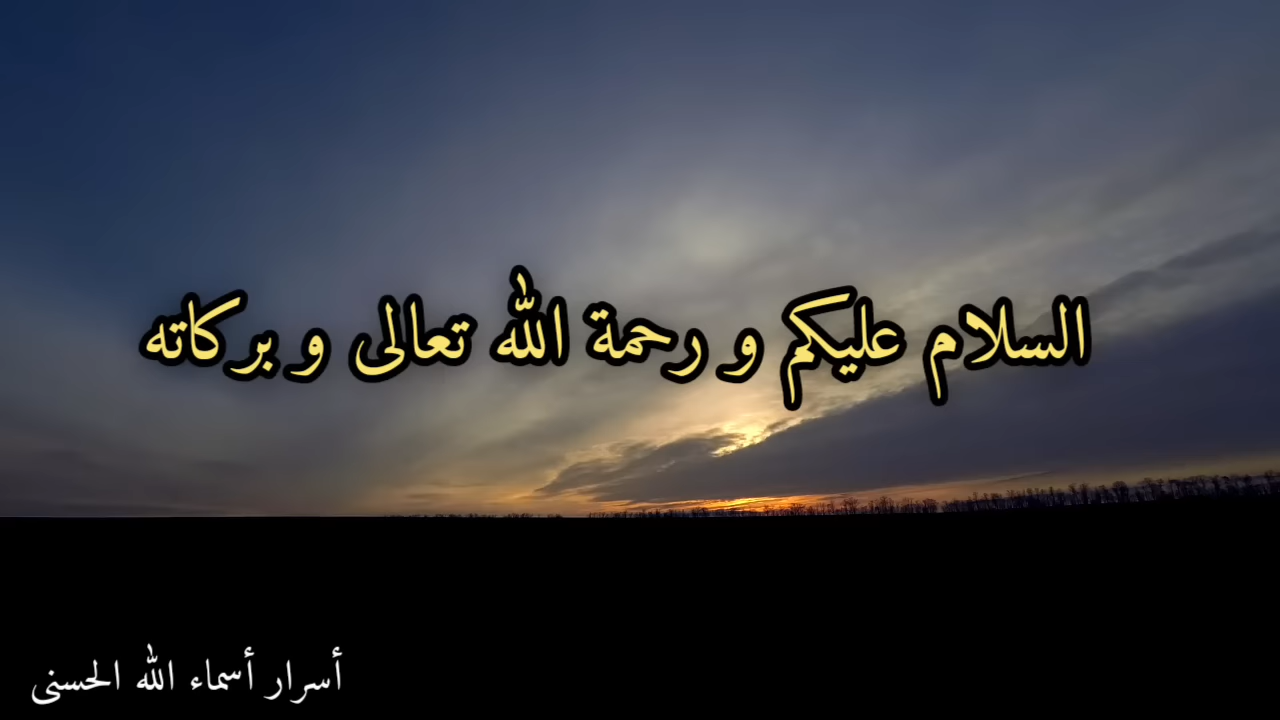 السلام عليكم و رحمة الله تعالى و بركاته
أسرار أسماء الله الحسنى